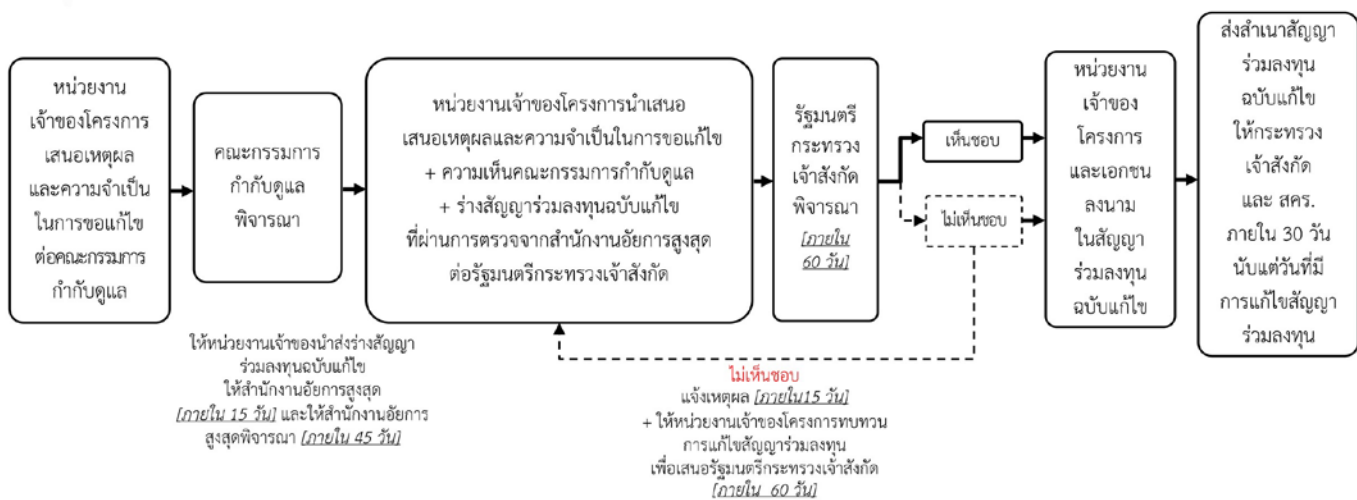 หน่วยงาน
เจ้าของโครงการ
เสนอเหตุผล
และความจำเป็น
ในการขอแก้ไข
ต่อคณะกรรมการ
กำกับดูแล
คณะกรรมการ
กำกับดูแล
พิจารณา
หน่วยงานเจ้าของโครงการนำเสนอ
เสนอเหตุผลและความจำเป็นในการขอแก้ไข
+ ความเห็นคณะกรรมการกำกับดูแล
+ ร่างสัญญาร่วมลงทุนฉบับแก้ไข
ที่ผ่านการตรวจจากสำนักงานอัยการสูงสุด
ต่อรัฐมนตรีกระทรวงเจ้าสังกัด
รัฐมนตรี
กระทรวง
เจ้าสังกัด
พิจารณา
[ภายใน
60 วัน]
เห็นชอบ
ไม่เห็นชอบ
หน่วยงาน
เจ้าของ
โครงการ
และเอกชน
ลงนาม
ในสัญญา
ร่วมลงทุน
ฉบับแก้ไข
ส่งสำเนาสัญญา
ร่วมลงทุน
ฉบับแก้ไข
ให้กระทรวง
เจ้าสังกัด
และ สคร.
ภายใน 30 วัน
นับแต่วันที่มี
การแก้ไขสัญญา
ร่วมลงทุน
ให้หน่วยงานเจ้าของนำส่งร่างสัญญา
ร่วมลงทุนฉบับแก้ไข
ให้สำนักงานอัยการสูงสุด
[ภายใน 15 วัน] และให้สำนักงานอัยการ
สูงสุดพิจารณา [ภายใน 45 วัน]
ไม่เห็นชอบ
แจ้งเหตุผล [ภายใน15 วัน]
+ ให้หน่วยงานเจ้าของโครงการทบทวน
การแก้ไขสัญญาร่วมลงทุน
เพื่อเสนอรัฐมนตรีกระทรวงเจ้าสังกัด
[ภายใน 60 วัน]